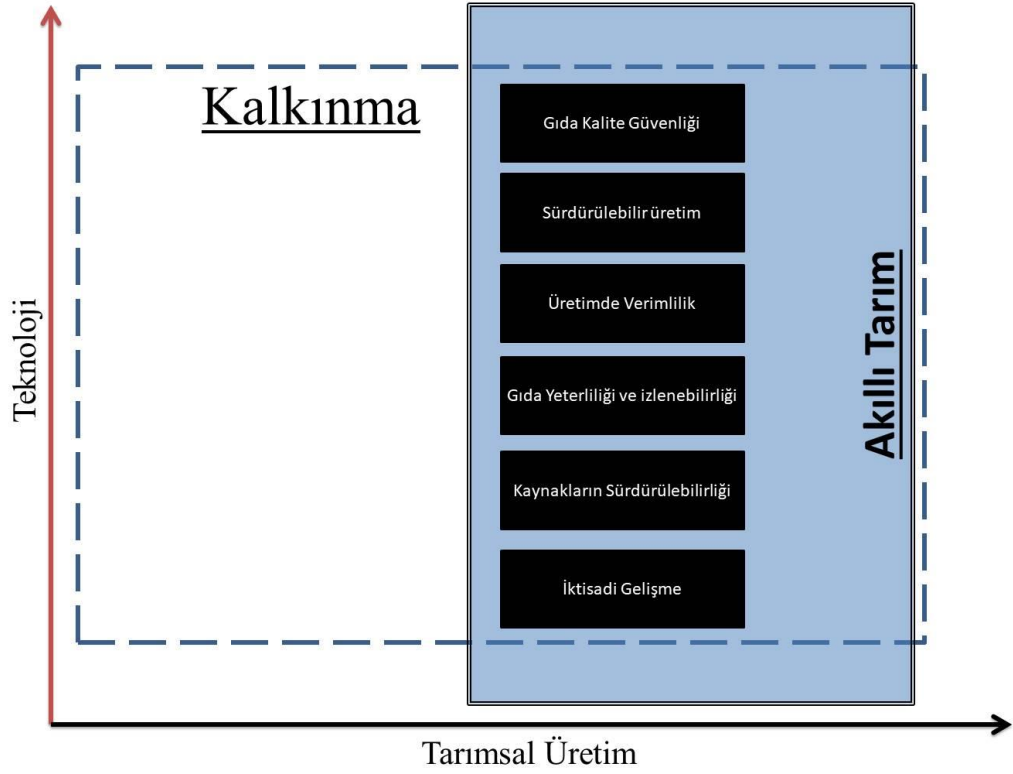 Kalkınma
Gıda Kalite Güvenliği
Sürdürülebilir üretim
Üretimde Verimlilik
Gıda Yeterliliği ve izlenebilirliği
Kaynakların Sürdürülebilirliği
İktisadi Gelişme
Akıllı Tarım
Teknoloji
Tarımsal Üretim